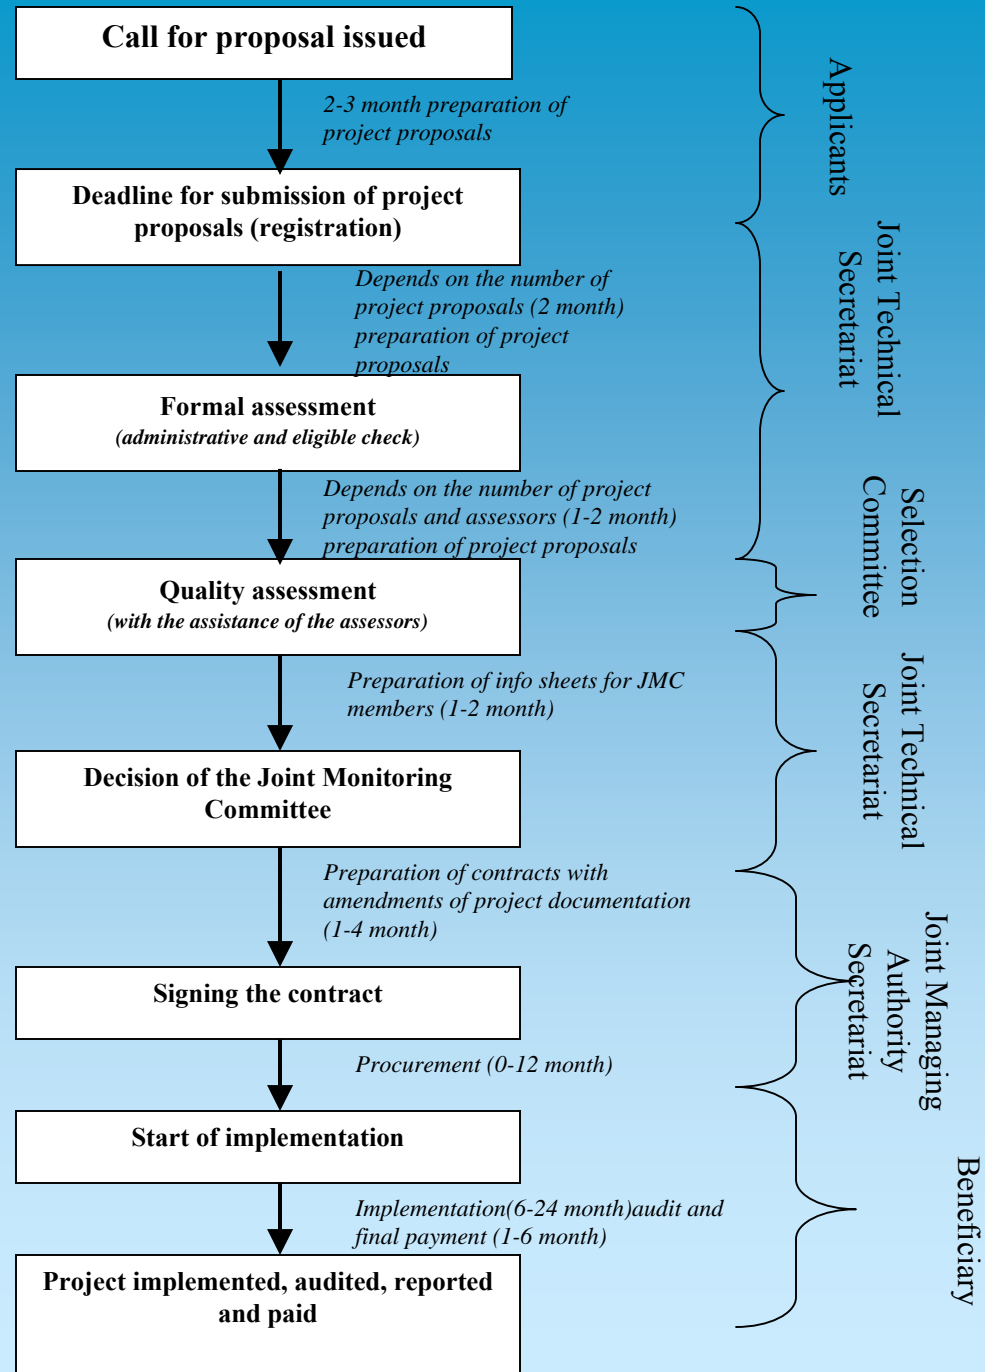 Call for proposal issued
2-3 month preparation of
project proposals
Applicants
Deadline for submission of project
proposals (registration)
Depends on the number of
project proposals (2 month)
preparation of project
proposals
Joint Technical
Secretariat
Formal assessment
(administrative and eligible check)
Depends on the number of project
proposals and assessors (1-2 month)
preparation of project proposals
Selection
Committee
Quality assessment
(with the assistance of the assessors)
Preparation of info sheets for JMC
members (1-2 month)
Joint Technical
Secretariat
Decision of the Joint Monitoring
Committee
Preparation of contracts with
amendments of project documentation
(1-4 month)
Joint Managing
Authority
Secretariat
Signing the contract
Procurement (0-12 month)
Start of implementation
Implementation(6-24 month)audit and
final payment (1-6 month)
Beneficiary
Project implemented, audited, reported
and paid